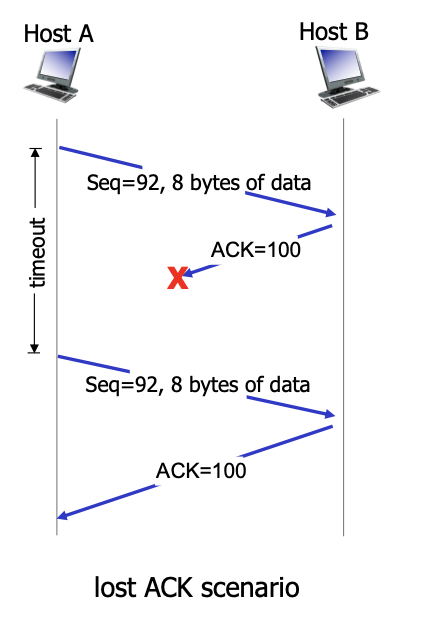 Host A
Host B
Seq=92, 8 bytes of data
ACK=100
X
timeout
Seq=92, 8 bytes of data
ACK=100
lost ACK scenario